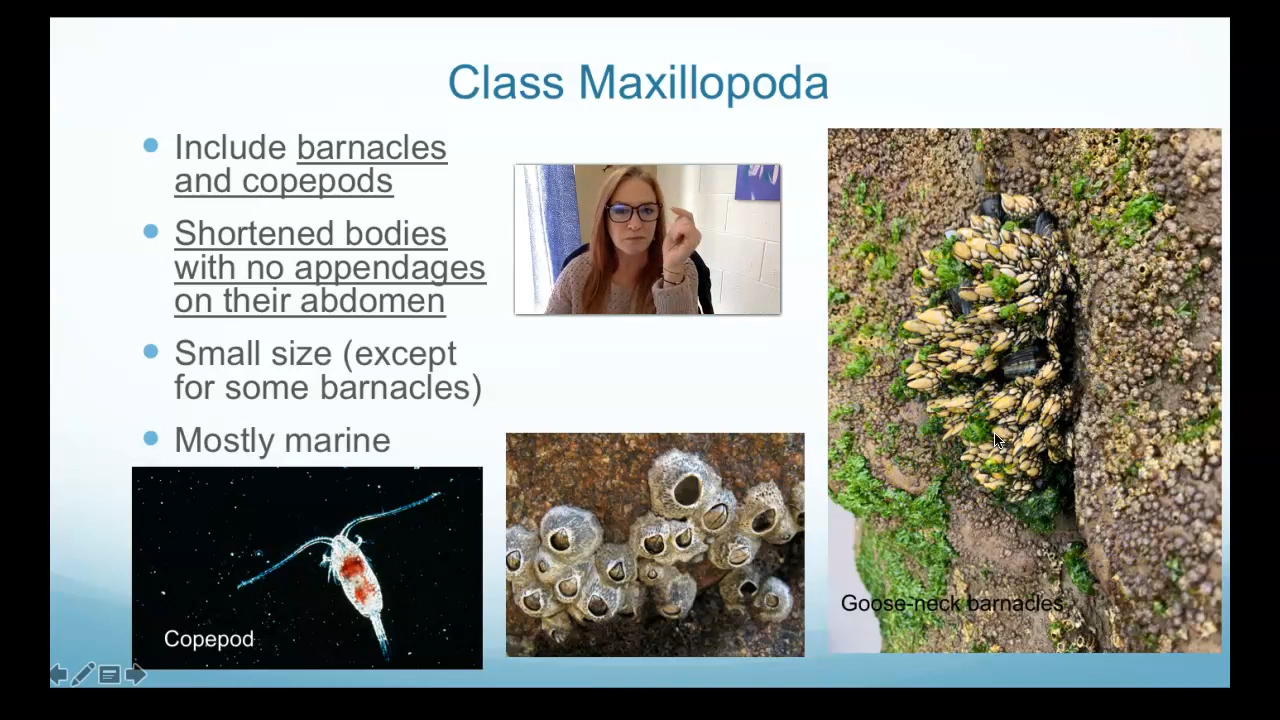 Class Maxillopoda
Include barnacles
and copepods
Shortened bodies
with no appendages
on their abdomen
Small size (except
for some barnacles)
Mostly marine
Copepod
Goose-neck barnacles